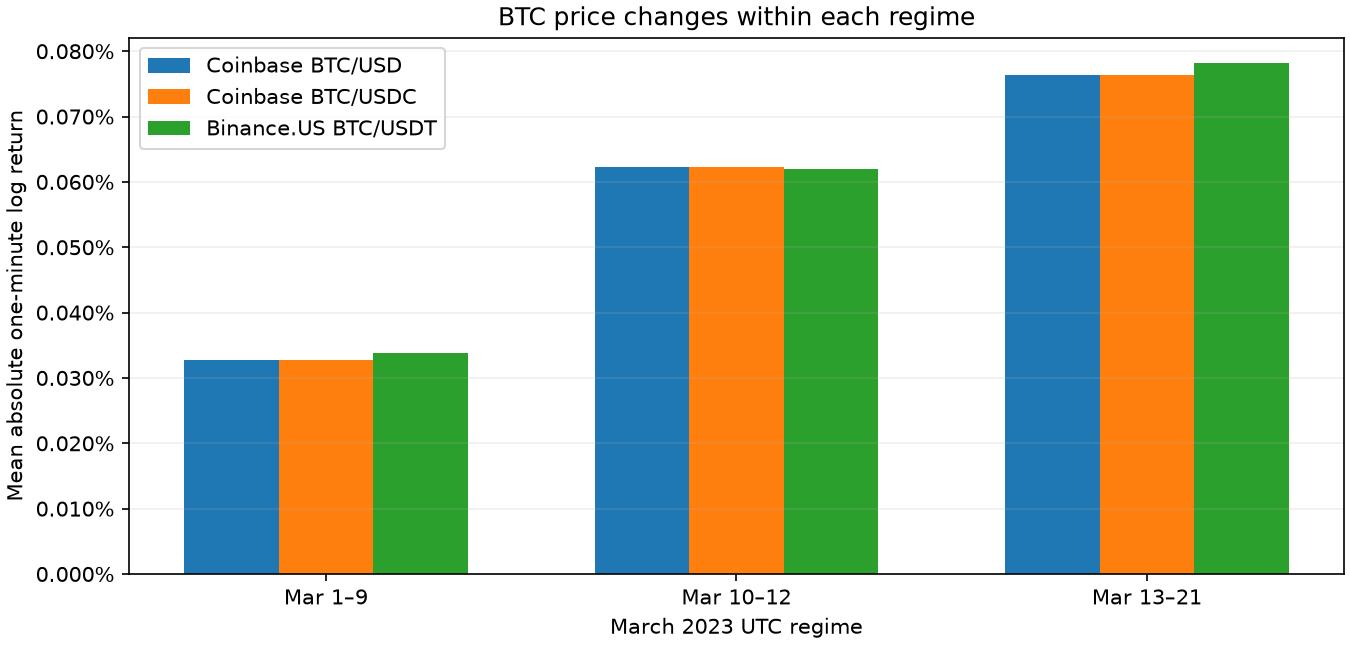 BTC price changes within each regime
Mean absolute one-minute log return
0.080%
0.070%
0.060%
0.050%
0.040%
0.030%
0.020%
0.010%
0.000%
Coinbase BTC/USD
Coinbase BTC/USDC
Binance.US BTC/USDT
Mar 1–9
Mar 10–12
Mar 13–21
March 2023 UTC regime